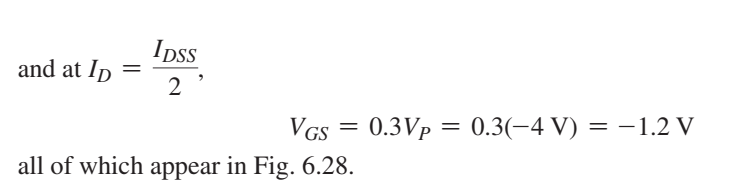 and at I_D = I_DSS / 2,
V_GS = 0.3V_P = 0.3(−4 V) = −1.2 V
all of which appear in Fig. 6.28.